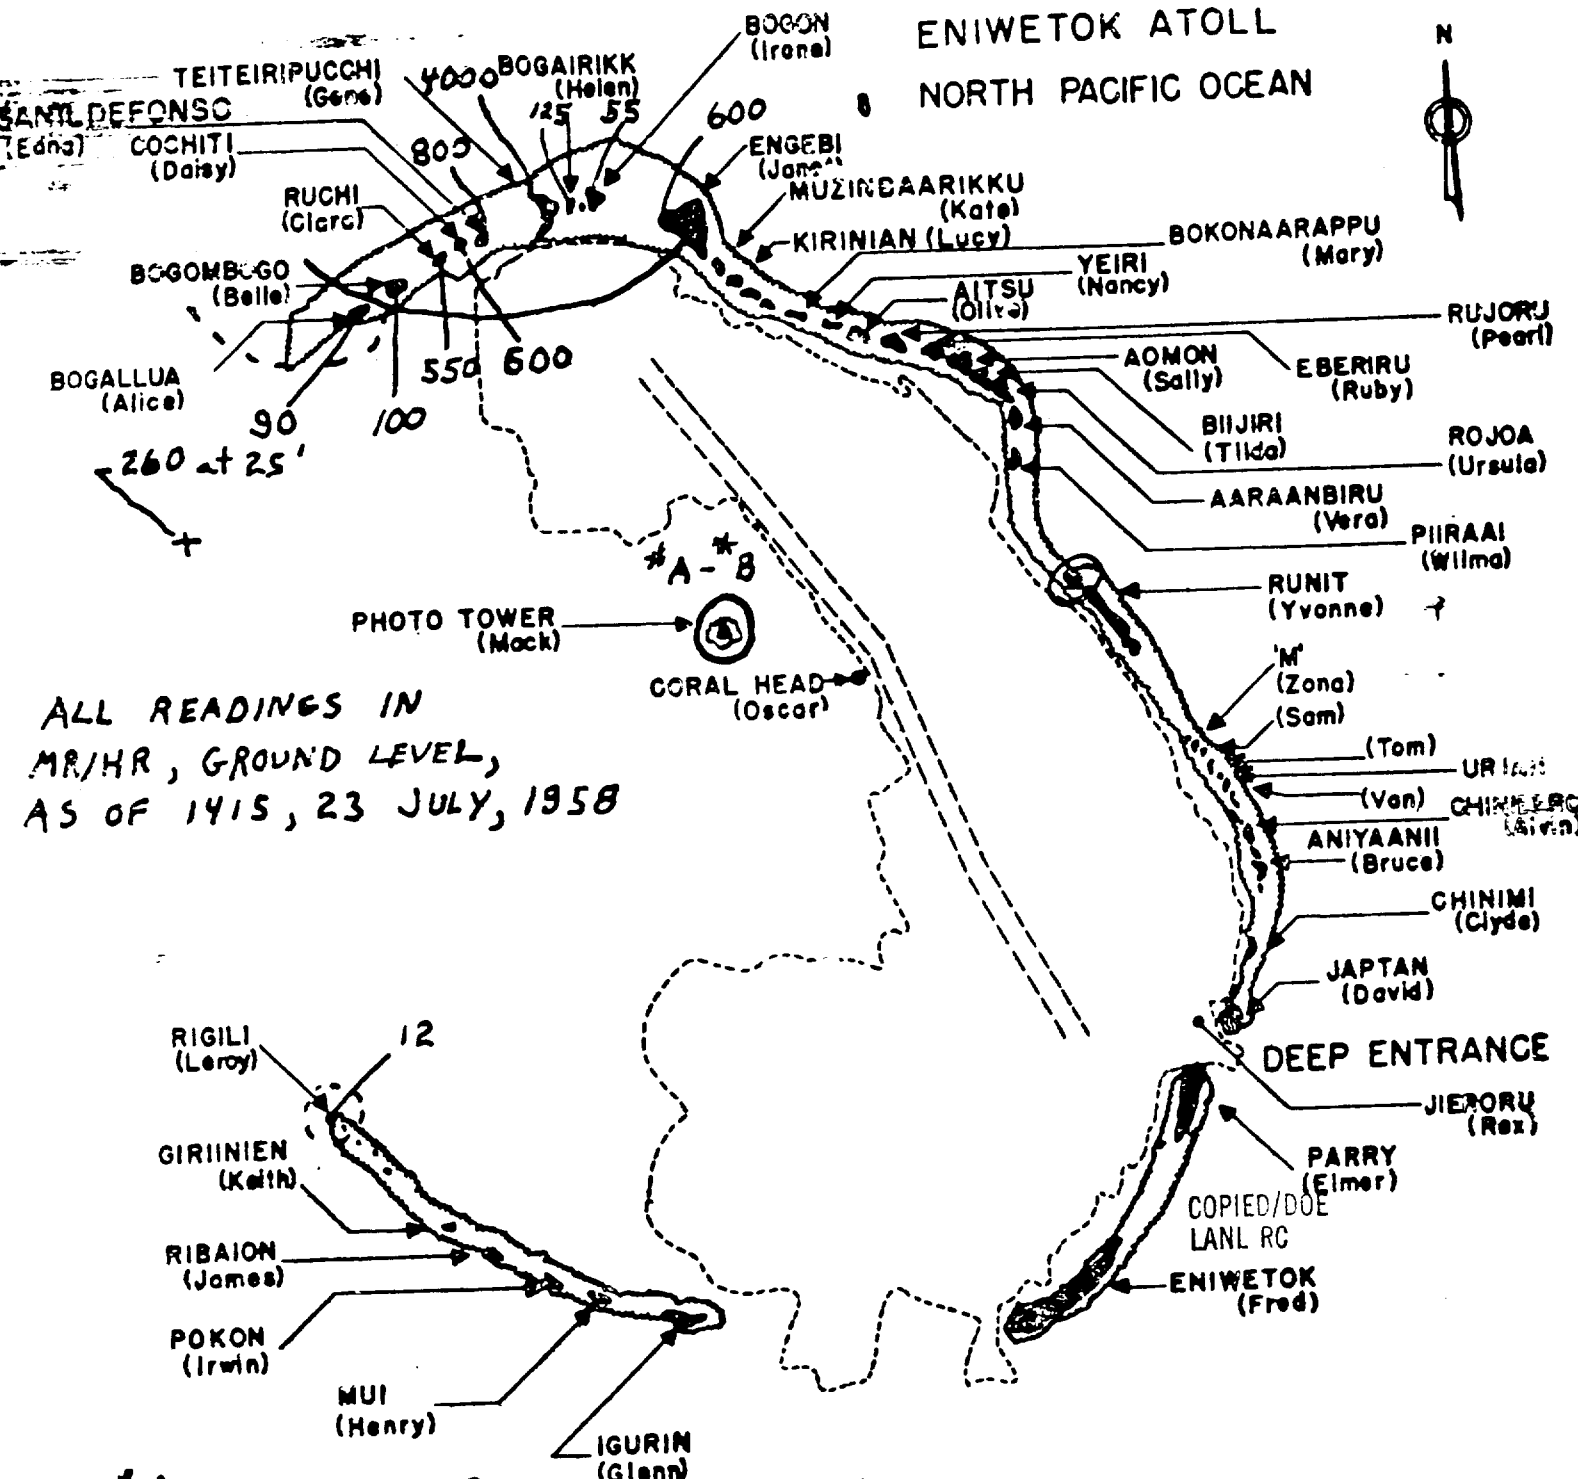 ENIWETOK ATOLL
NORTH PACIFIC OCEAN
N
BOGON
(Irene)
TEITEIRIPUCCHI
(Gene)
4000
BOGAIRIKK
(Helen)
125
55
600
SANILDEFONSO
(Edna)
COCHITI
(Daisy)
800
ENGEBI
MUZINBAARIKKU
(Kate)
RUCHI
(Clara)
KIRINIAN (Lucy)
BOKONAARAPPU
(Mary)
BOGOMBOGO
(Belle)
YEIRI
(Nancy)
AITSU
(Olive)
RUJORU
(Pearl)
BOGALLUA
(Alice)
550
600
AOMON
(Sally)
EBERIRU
(Ruby)
90
100
BIIJIRI
(Tilda)
ROJOA
(Ursula)
260 at 25'
AARAANBIRU
(Vera)
PIIRAAI
(Wilma)
*A-*B
RUNIT
(Yvonne)
PHOTO TOWER
(Mack)
'M'
(Zona)
CORAL HEAD
(Oscar)
(Sam)
(Tom)
(Van)
ALL READINGS IN
MR/HR, GROUND LEVEL,
AS OF 1415, 23 JULY, 1958
ANIYAANII
(Bruce)
CHINIMI
(Clyde)
JAPTAN
(David)
RIGILI
(Leroy)
12
DEEP ENTRANCE
JIERORU
(Rex)
GIRIINIEN
(Keith)
PARRY
(Elmer)
COPIED/DOE
LANL RC
RIBAION
(James)
ENIWETOK
(Fred)
POKON
(Irwin)
MUI
(Henry)
IGURIN
(Glenn)